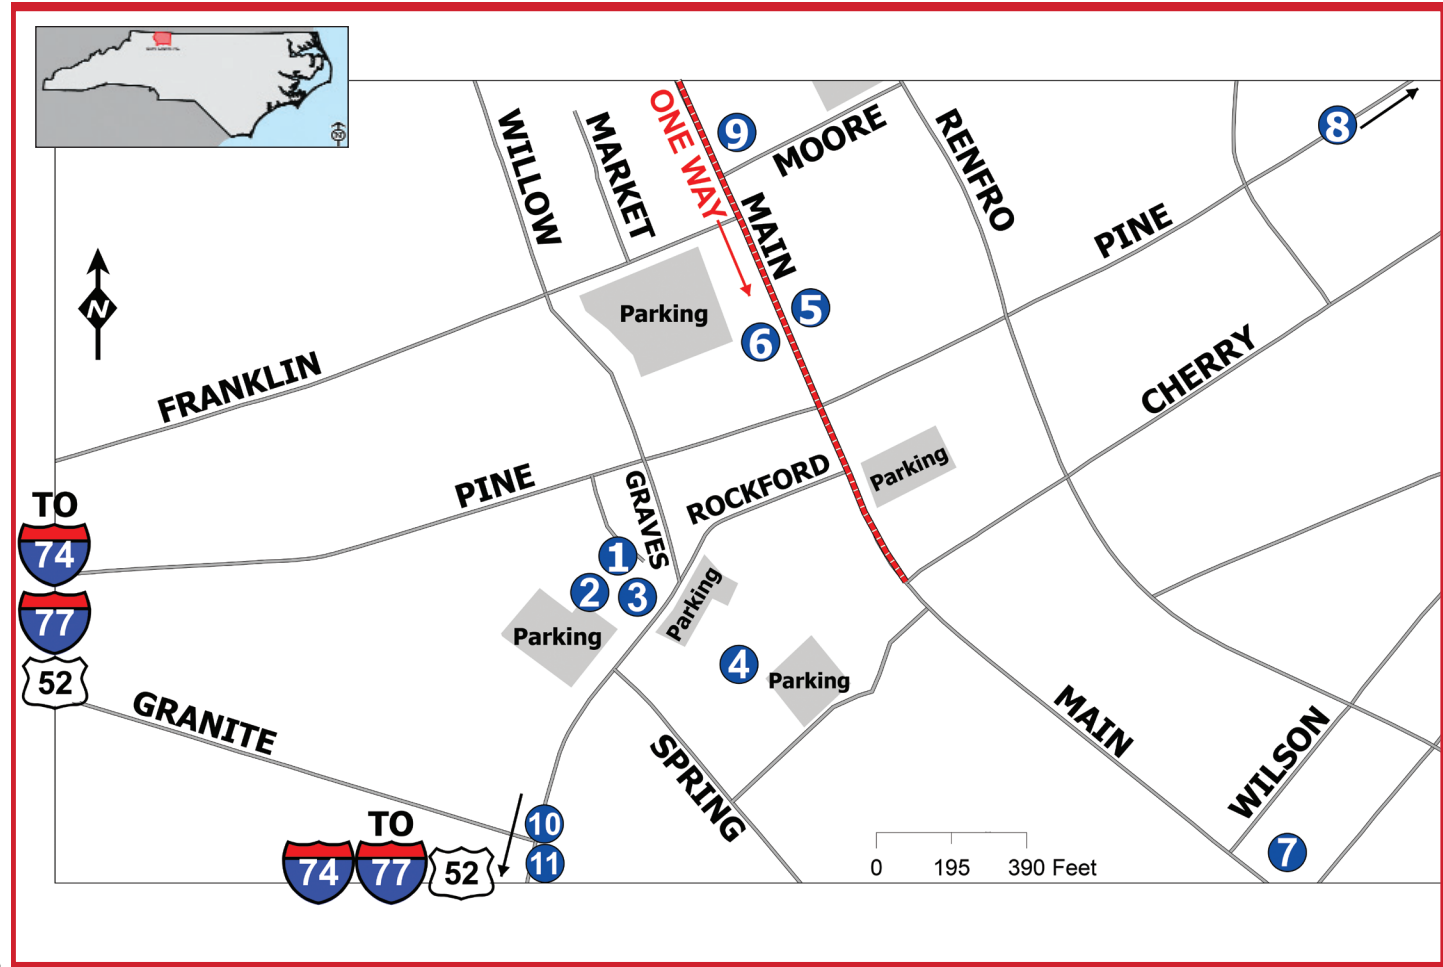 ONE WAY
9
MOORE
WILLOW
MARKET
RENFRO
8
MAIN
PINE
N
N
Parking
5
6
FRANKLIN
CHERRY
PINE
GRAVES
ROCKFORD
Parking
TO
74
77
52
1
2
3
Parking
Parking
4
Parking
GRANITE
SPRING
MAIN
WILSON
TO
74
77
52
10
11
0 195 390 Feet
7